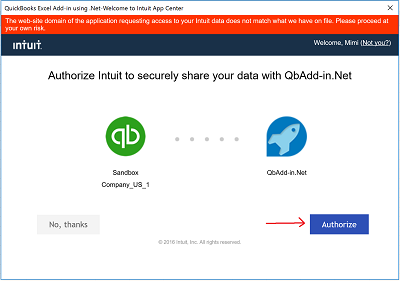 QuickBooks Excel Add-in using .Net-Welcome to Intuit App Center
The web-site domain of the application requesting access to your Intuit data does not match what we have on file. Please proceed at
your own risk.
intuit.
Welcome, Mimi (Not you?)
Authorize Intuit to securely share your data with QbAdd-in.Net
qb
Sandbox
Company_US_1
QbAdd-in.Net
No, thanks
Authorize
© 2016 Intuit, Inc. All rights reserved.